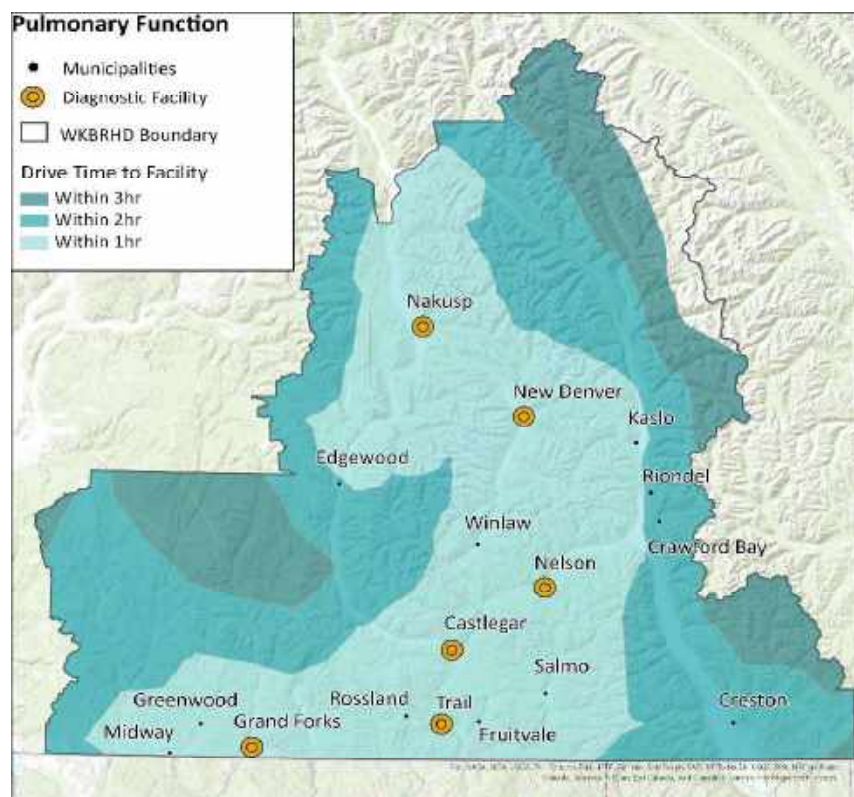 Pulmonary Function
Municipalities
Diagnostic Facility
WKBRHD Boundary
Drive Time to Facility
Within 3hr
Within 2hr
Within 1hr
Nakusp
New Denver
Kaslo
Edgewood
Riondel
Winlaw
Crawford Bay
Nelson
Castlegar
Salmo
Greenwood
Rossland
Trail
Creston
Grand Forks
Midway
Fruitvale